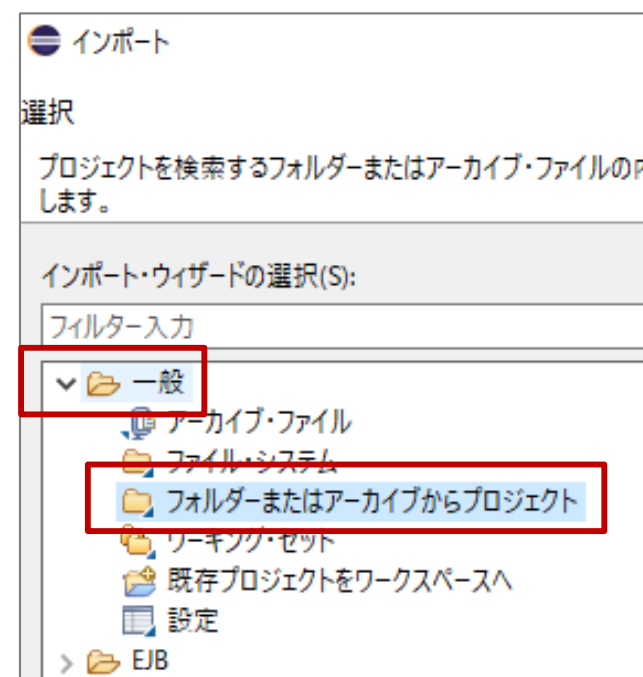 インポート
選択
プロジェクトを検索するフォルダーまたはアーカイブ・ファイルの
します。
インポート・ウィザードの選択(S):
フィルター入力
一般
アーカイブ・ファイル
ファイル・システム
フォルダーまたはアーカイブからプロジェクト
ワーキング・セット
既存プロジェクトをワークスペースへ
設定
EJB